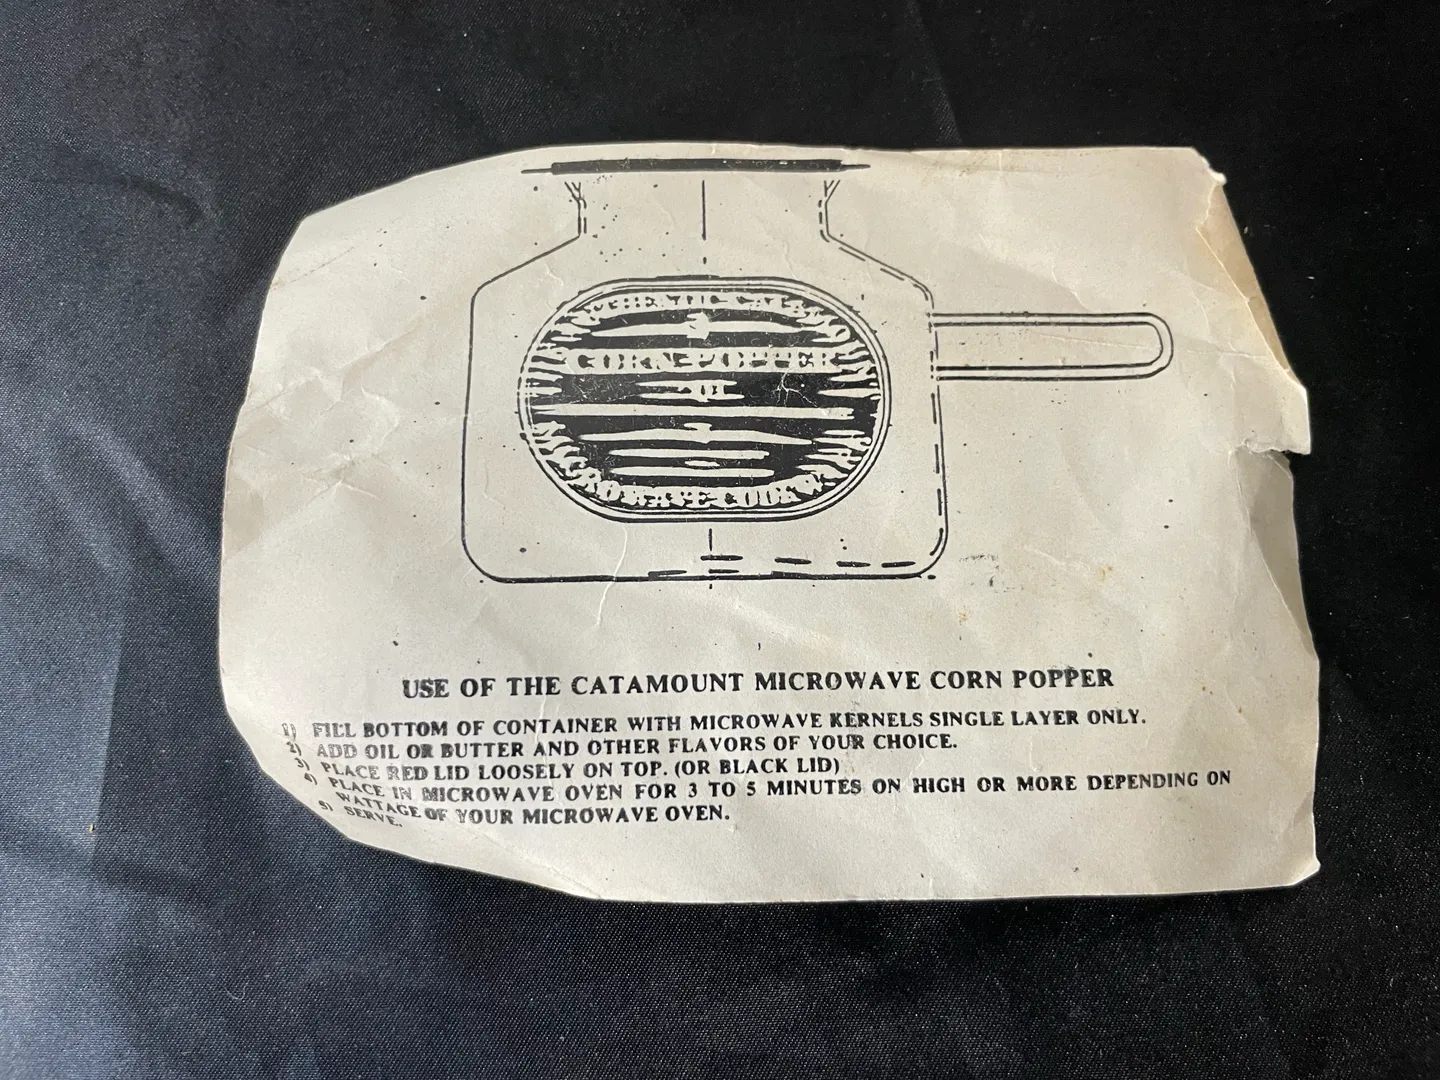 THE
CORN POPPER
USE OF THE CATAMOUNT MICROWAVE CORN POPPER
1) FILL BOTTOM OF CONTAINER WITH MICROWAVE KERNELS SINGLE LAYER ONLY.
2) ADD OIL OR BUTTER AND OTHER FLAVORS OF YOUR CHOICE.
3) PLACE RED LID LOOSELY ON TOP. (OR BLACK LID)
4) PLACE IN MICROWAVE OVEN FOR 3 TO 5 MINUTES ON HIGH OR MORE DEPENDING ON
WATTAGE OF YOUR MICROWAVE OVEN.
5) SERVE.